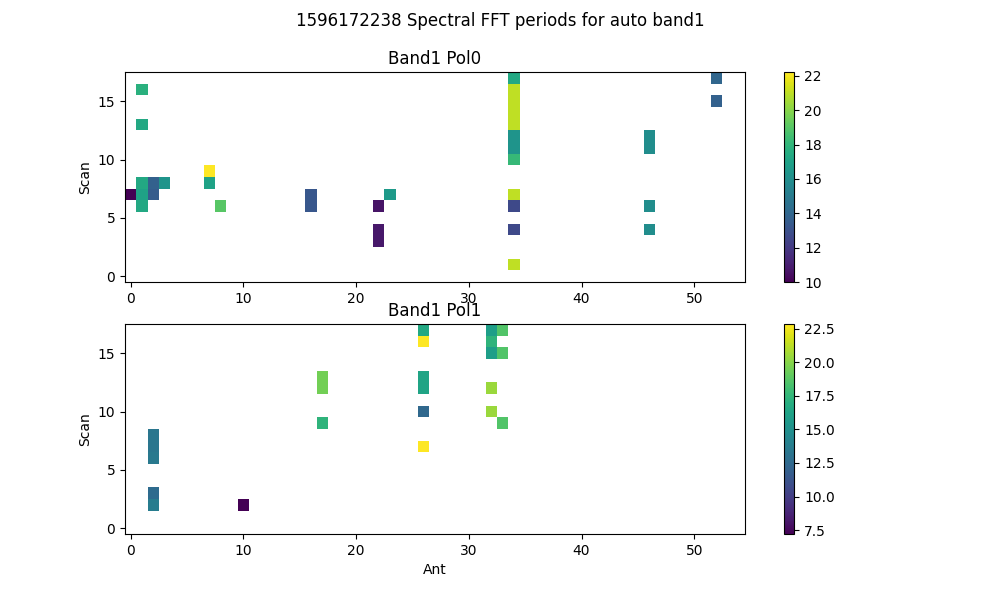 1596172238 Spectral FFT periods for auto band1
Band1 Pol0
Scan
15
10
5
0
0 10 20 30 40 50
22
20
18
16
14
12
10
Band1 Pol1
Scan
15
10
5
0
0 10 20 30 40 50
Ant
22.5
20.0
17.5
15.0
12.5
10.0
7.5